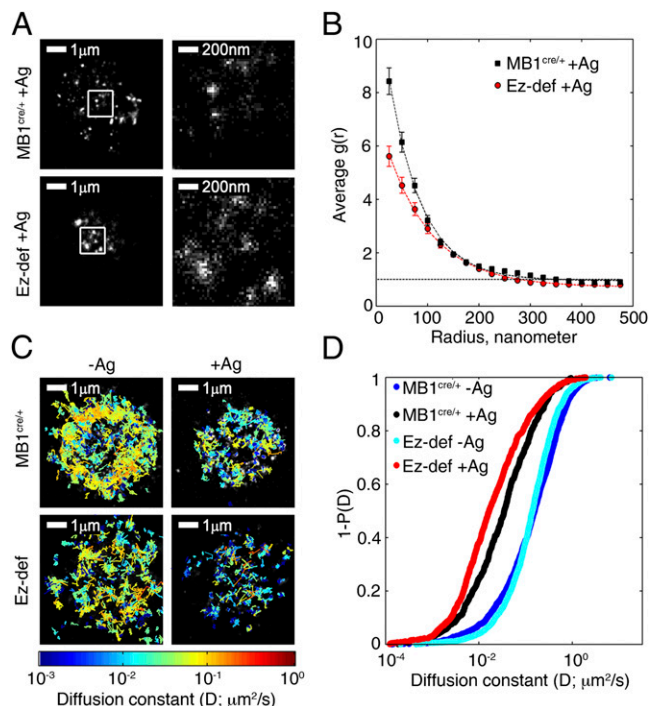 A
1μm
200nm
MB1cre/+ +Ag
1μm
200nm
Ez-def +Ag
B
MB1cre/+ +Ag
Ez-def +Ag
10
8
6
4
2
0
Average g(r)
0 100 200 300 400 500
Radius, nanometer
C
-Ag +Ag
1μm
1μm
MB1cre/+
1μm
1μm
Ez-def
10-3 10-2 10-1 100
Diffusion constant (D; μm2/s)
D
MB1cre/+ -Ag
MB1cre/+ +Ag
Ez-def -Ag
Ez-def +Ag
1
0.8
0.6
0.4
0.2
0
1-P(D)
10-4 10-2 100
Diffusion constant (D; μm2/s)